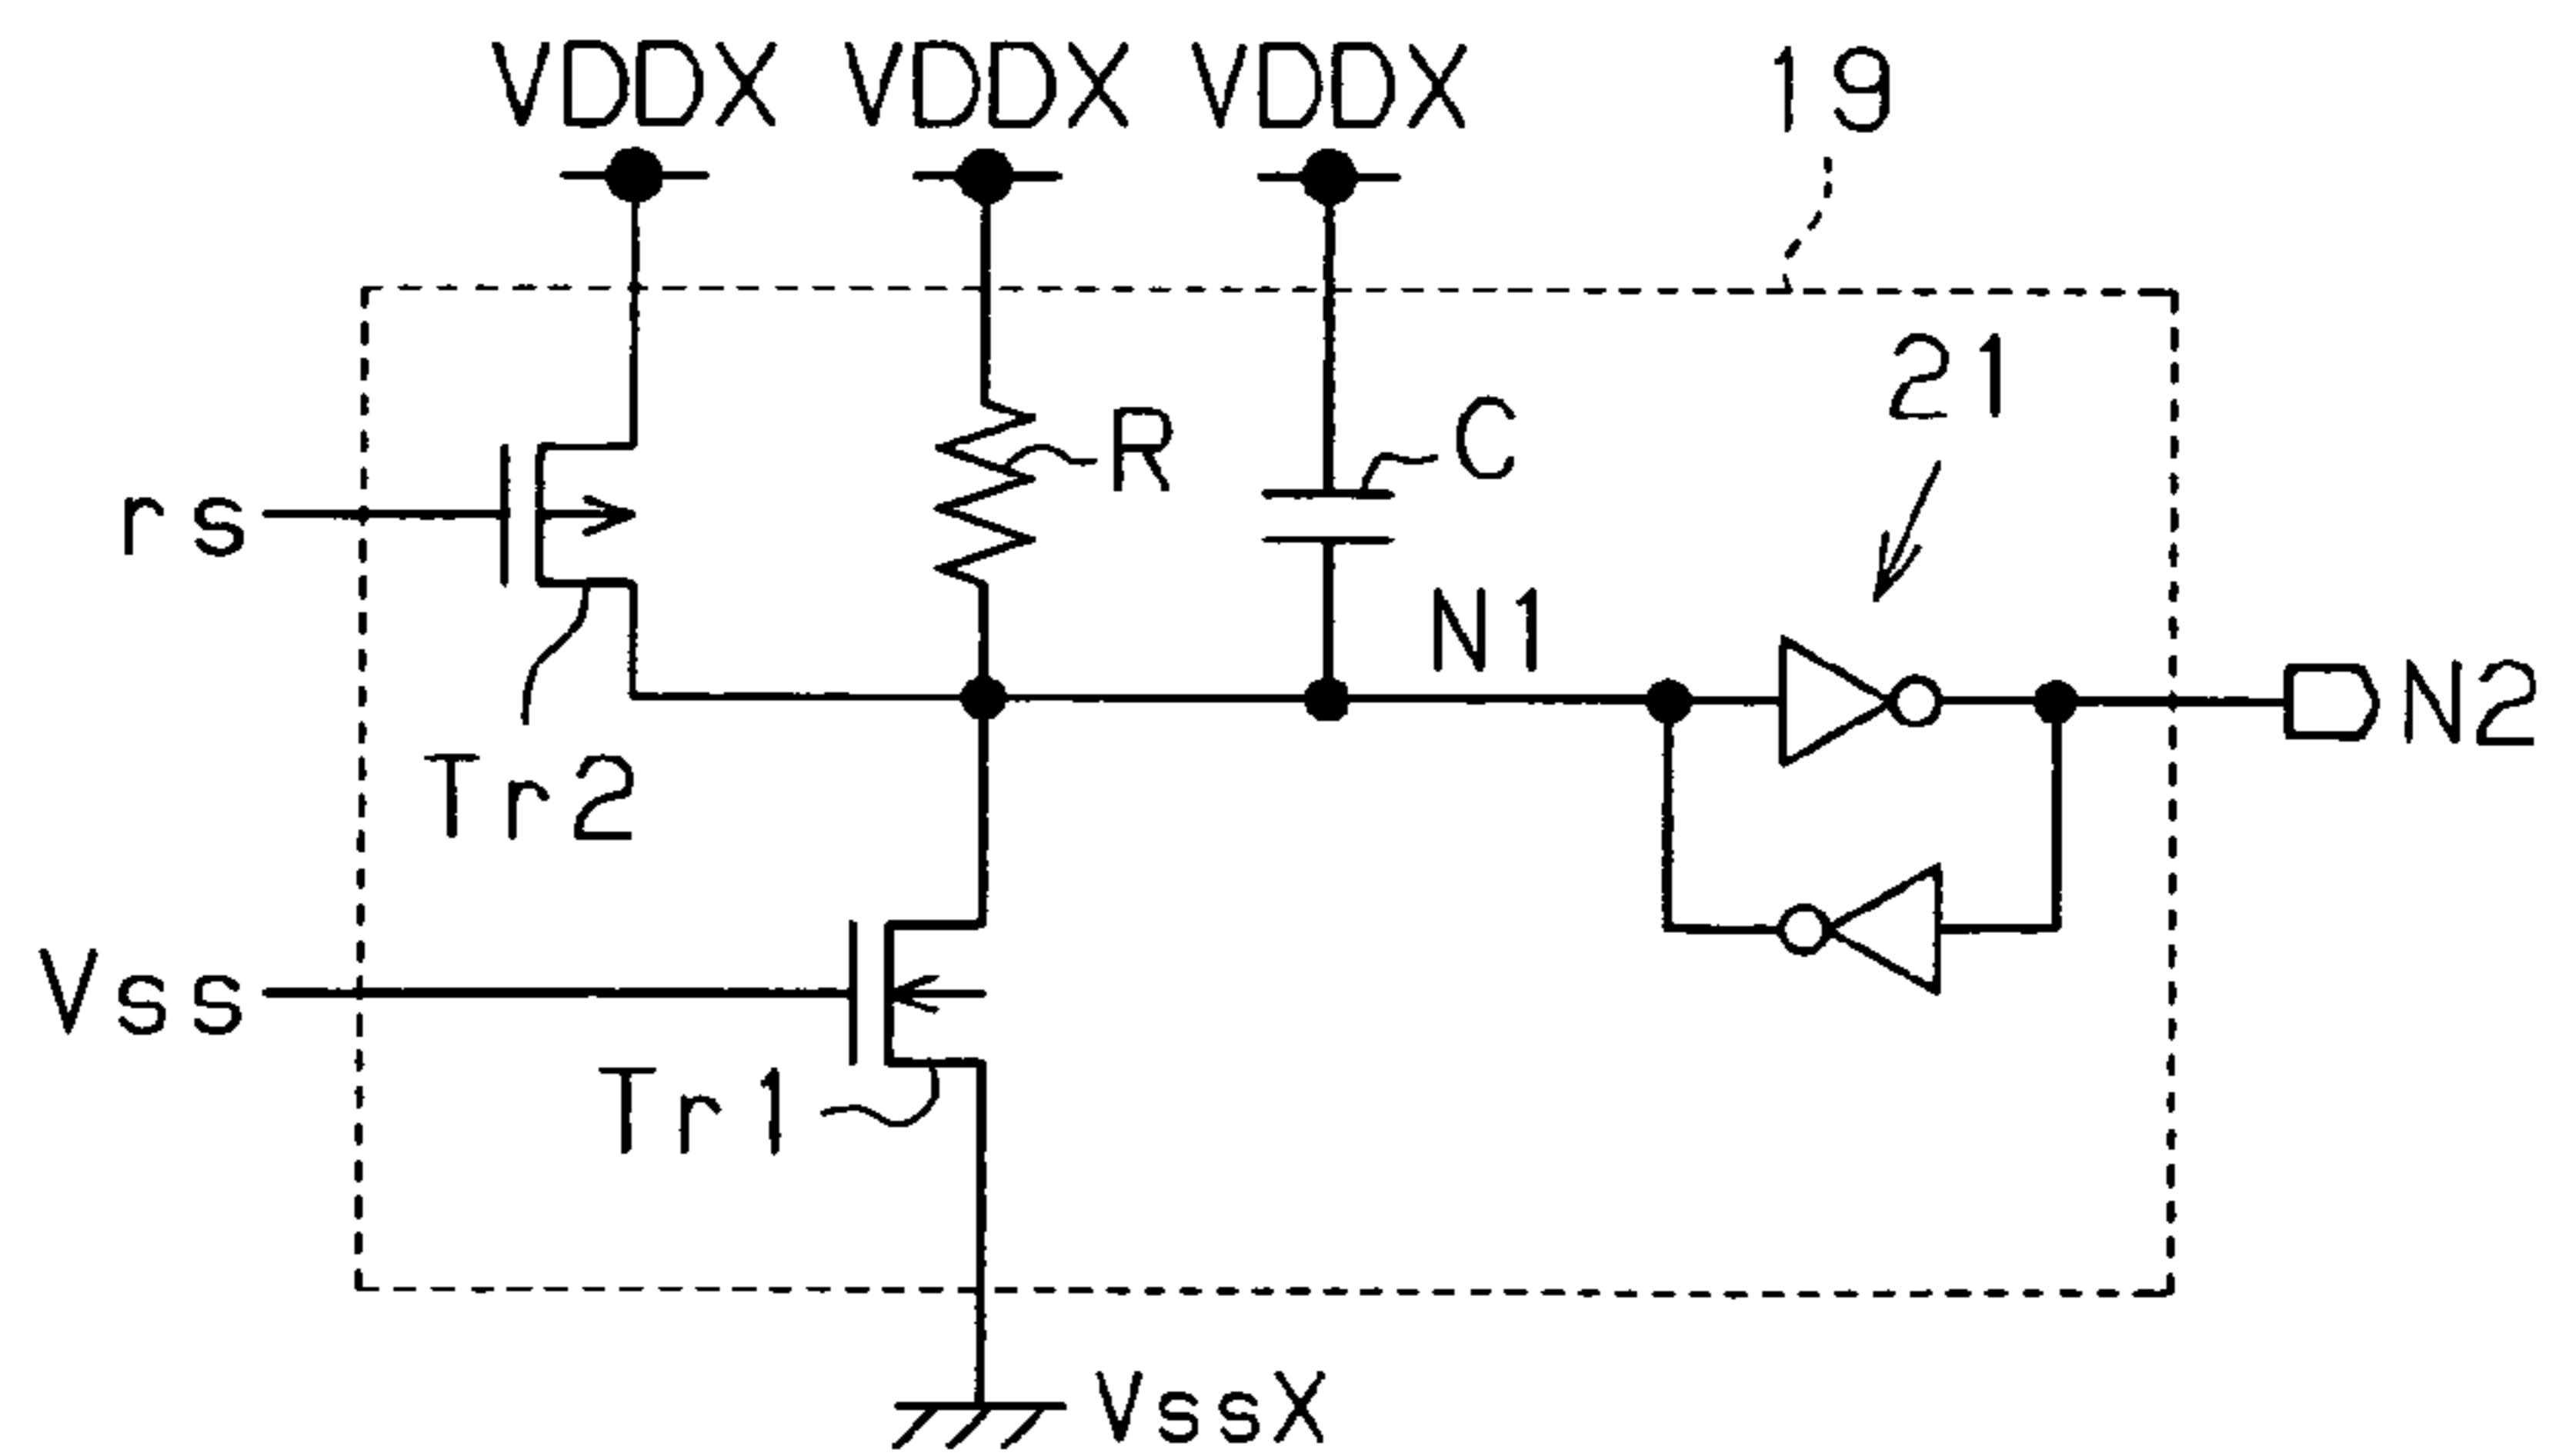 VDDX VDDX VDDX 19
21
R C
rs
N1
N2
Tr2
Vss
Tr1
VssX